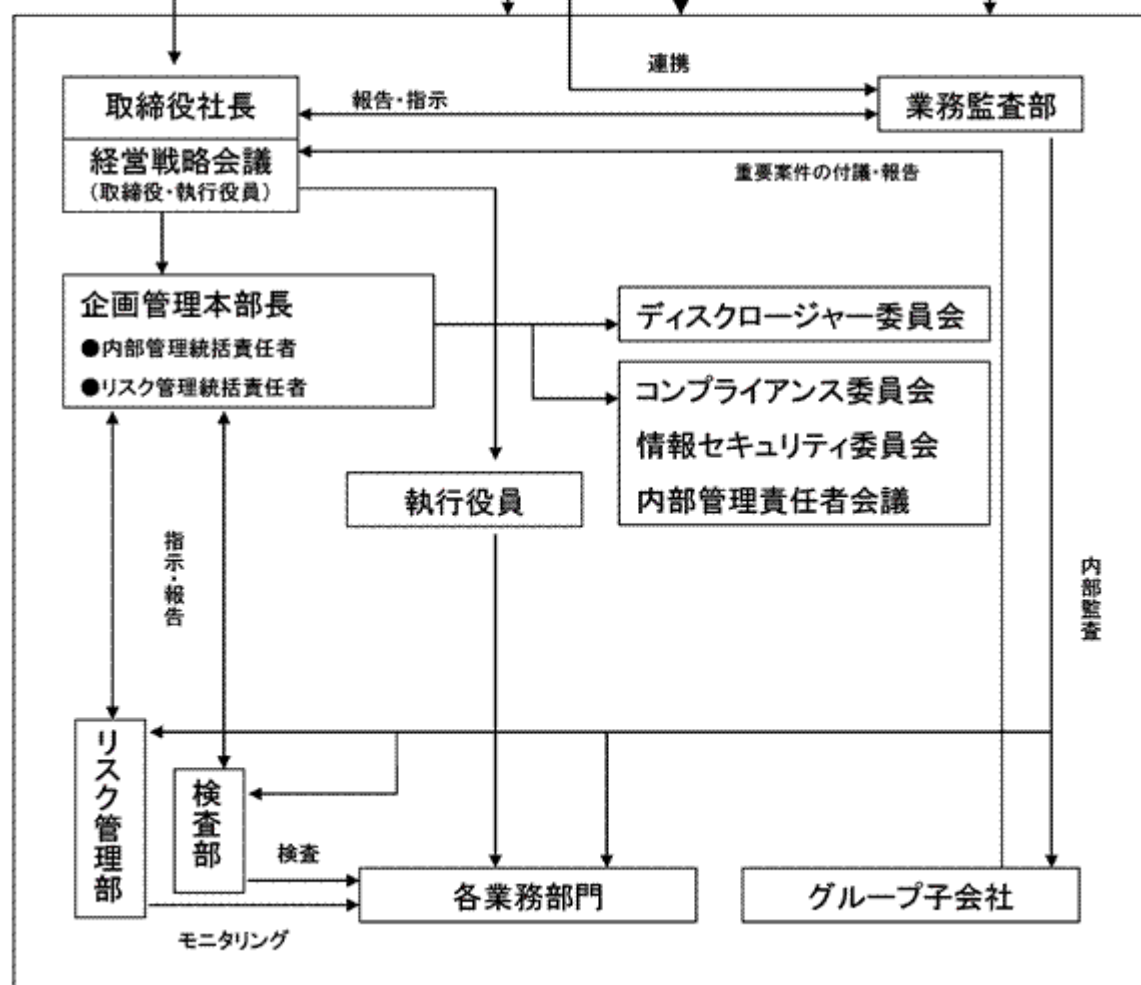 連携
取締役社長
報告・指示
業務監査部
経営戦略会議
（取締役・執行役員）
重要案件の付議・報告
企画管理本部長
●内部管理統括責任者
●リスク管理統括責任者
ディスクロージャー委員会
コンプライアンス委員会
情報セキュリティ委員会
内部管理責任者会議
執行役員
指示・報告
内部監査
リスク管理部
検査部
検査
各業務部門
グループ子会社
モニタリング